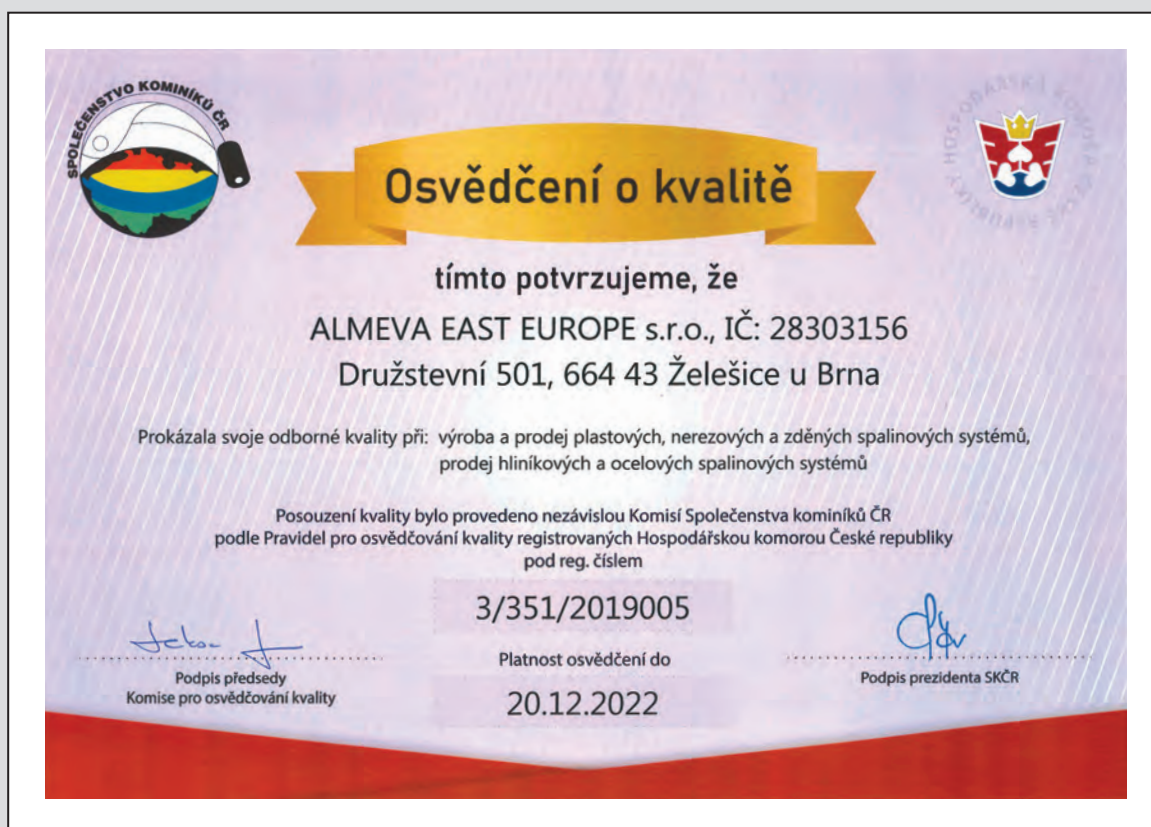 SPOLEČENSTVO KOMINÍKŮ ČR
HOSPODÁŘSKÁ KOMORA ČESKÉ REPUBLIKY
Osvědčení o kvalitě
tímto potvrzujeme, že
ALMEVA EAST EUROPE s.r.o., IČ: 28303156
Družstevní 501, 664 43 Želešice u Brna
Prokázala svoje odborné kvality při: výroba a prodej plastových, nerezových a zděných spalinových systémů,
prodej hliníkových a ocelových spalinových systémů
Posouzení kvality bylo provedeno nezávislou Komisí Společenstva kominíků ČR
podle Pravidel pro osvědčování kvality registrovaných Hospodářskou komorou České republiky
pod reg. číslem
3/351/2019005
Platnost osvědčení do
20.12.2022
Podpis předsedy
Komise pro osvědčování kvality
Podpis prezidenta SKČR